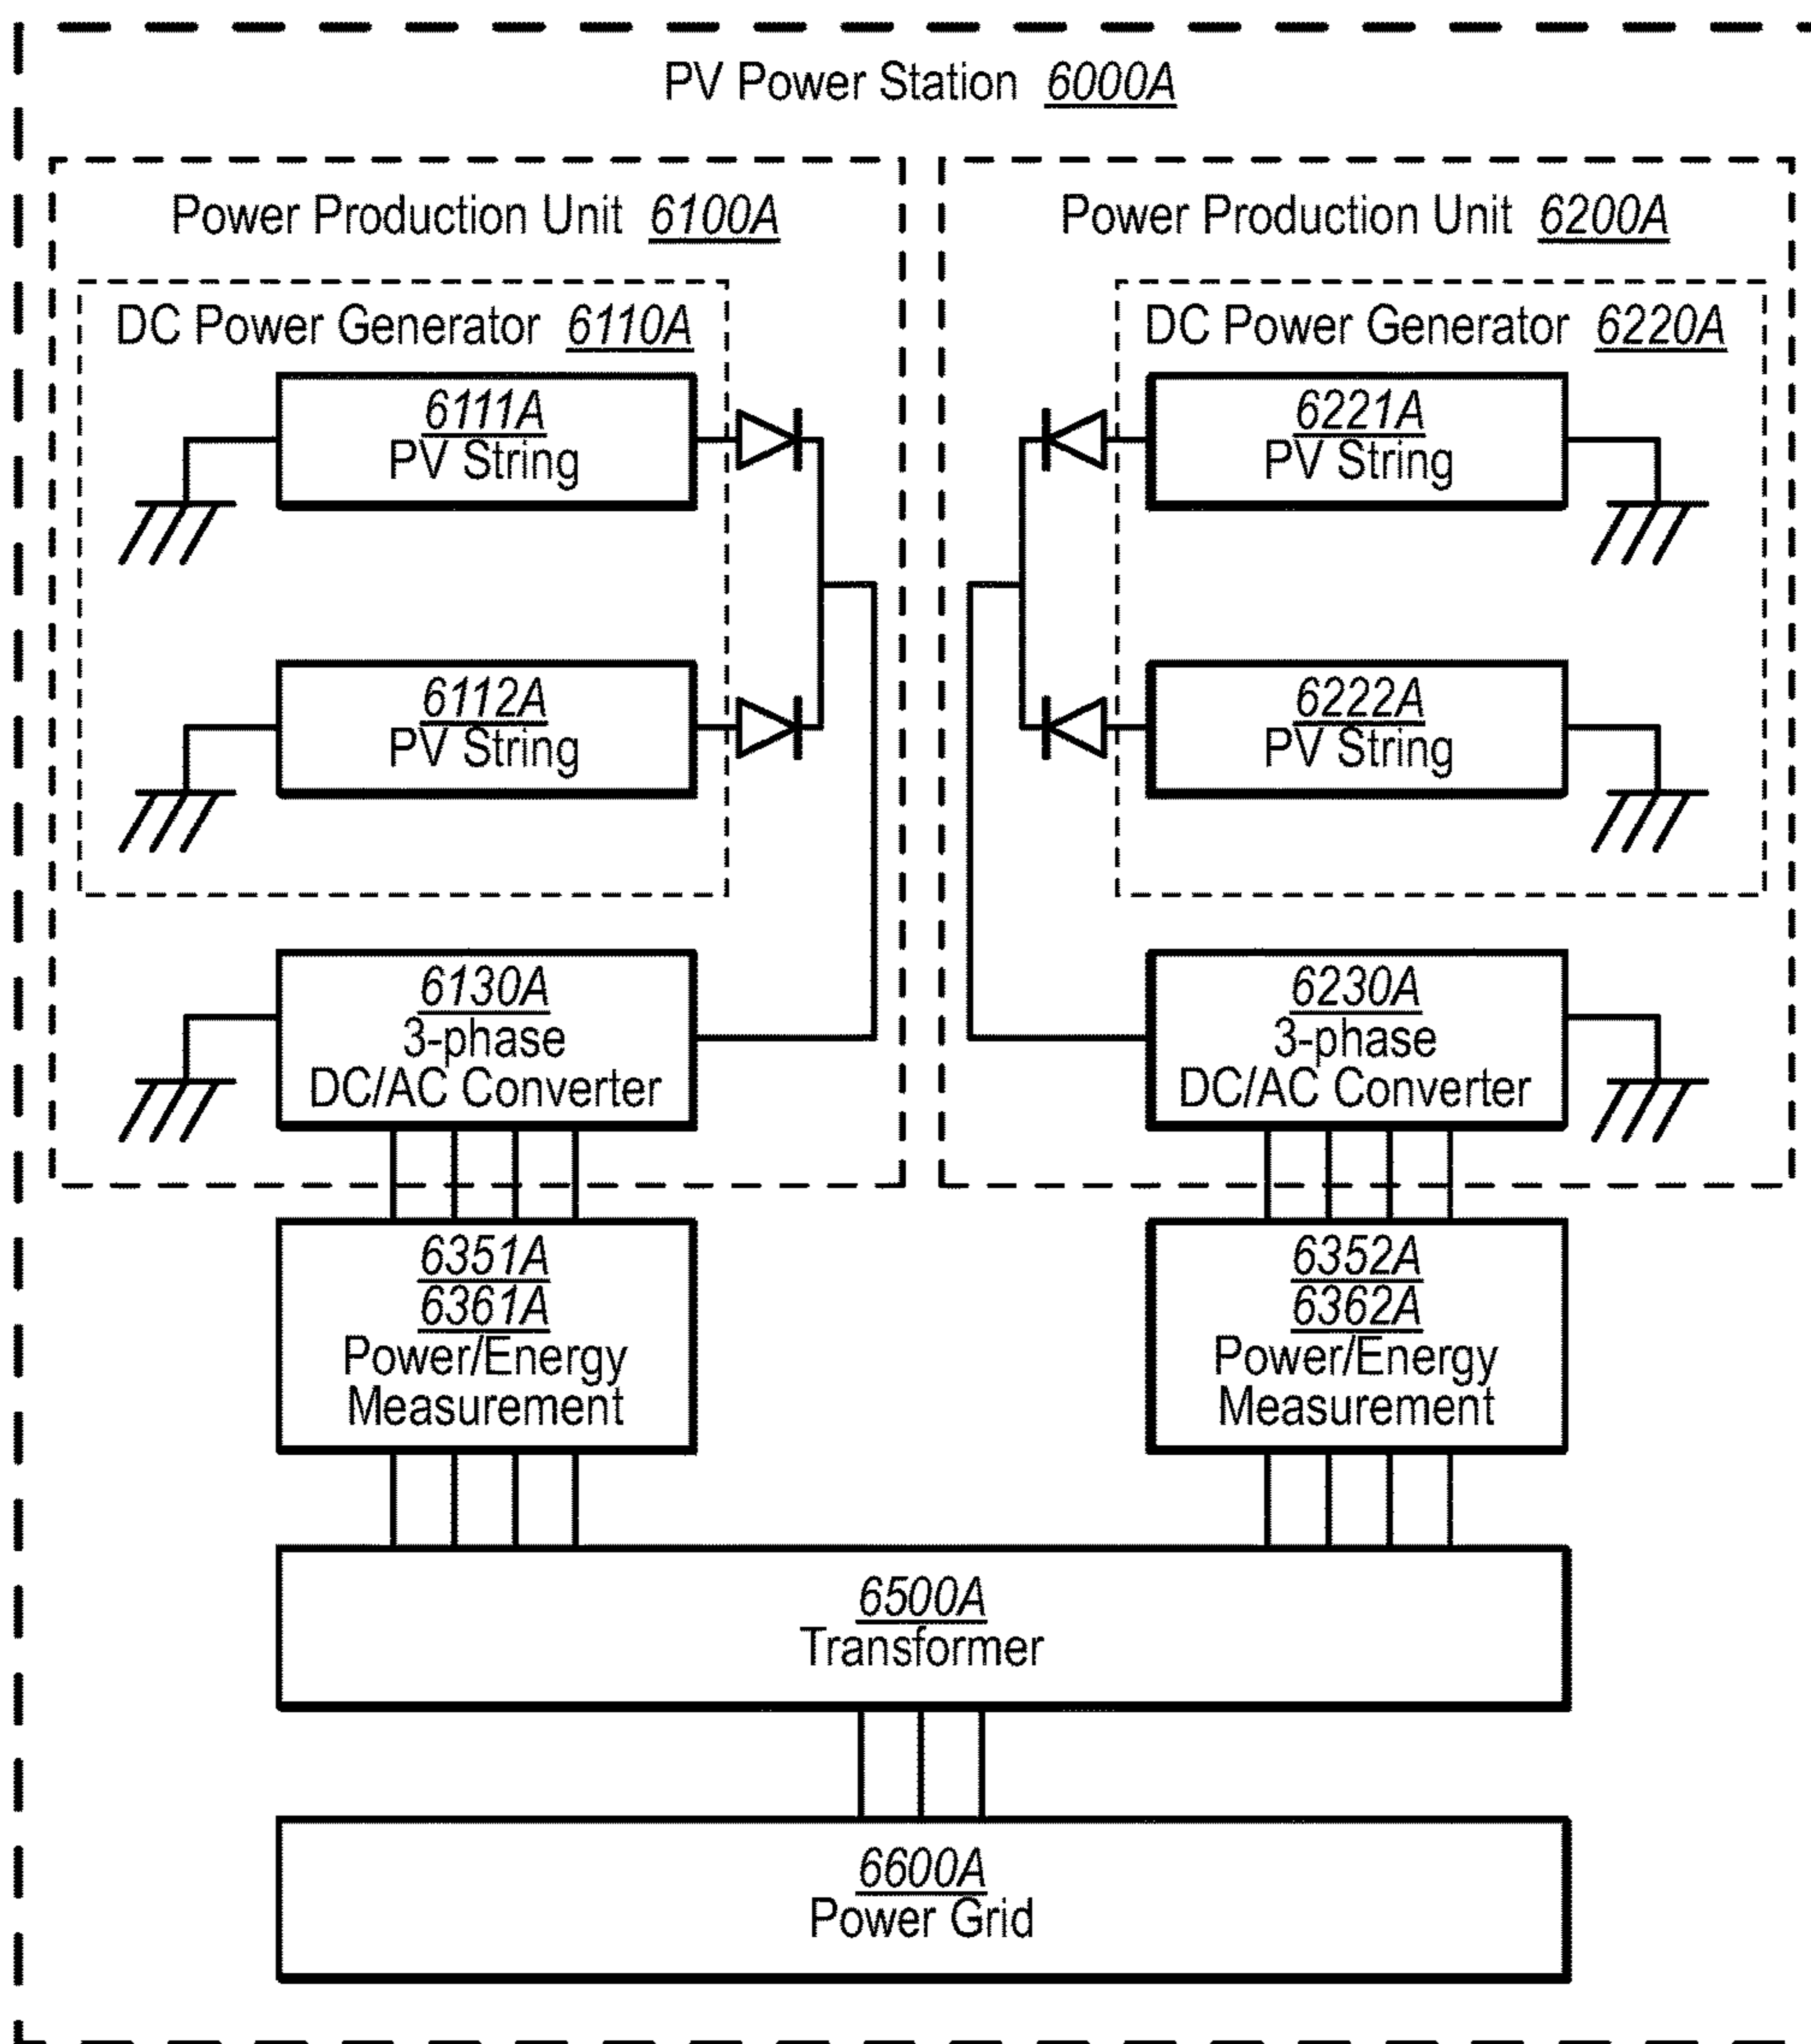 PV Power Station 6000A
Power Production Unit 6100A
DC Power Generator 6110A
6111A
PV String
6112A
PV String
6130A
3-phase
DC/AC Converter
Power Production Unit 6200A
DC Power Generator 6220A
6221A
PV String
6222A
PV String
6230A
3-phase
DC/AC Converter
6351A
6361A
Power/Energy
Measurement
6352A
6362A
Power/Energy
Measurement
6500A
Transformer
6600A
Power Grid